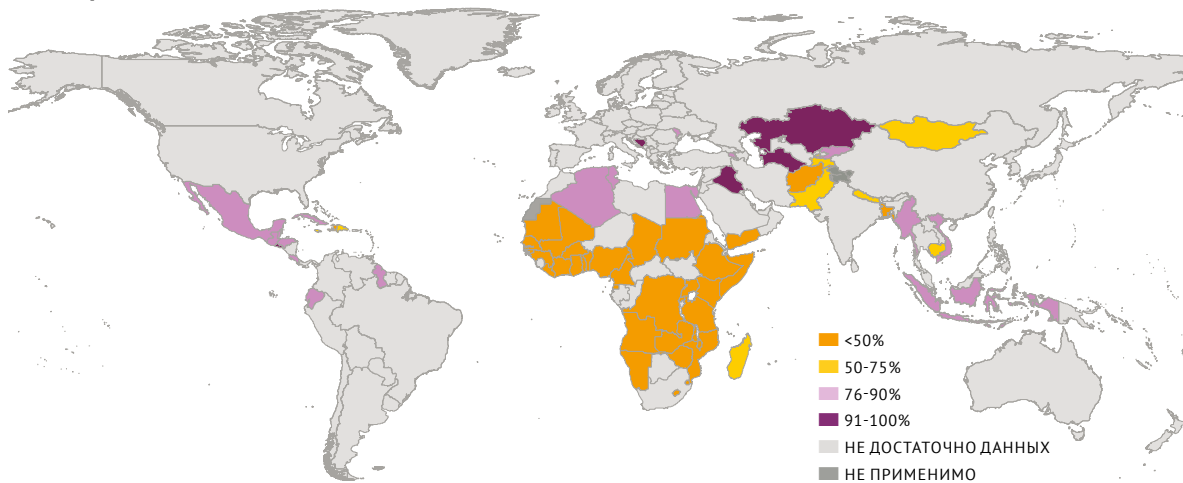 <50%
50-75%
76-90%
91-100%
НЕ ДОСТАТОЧНО ДАННЫХ
НЕ ПРИМЕНИМО